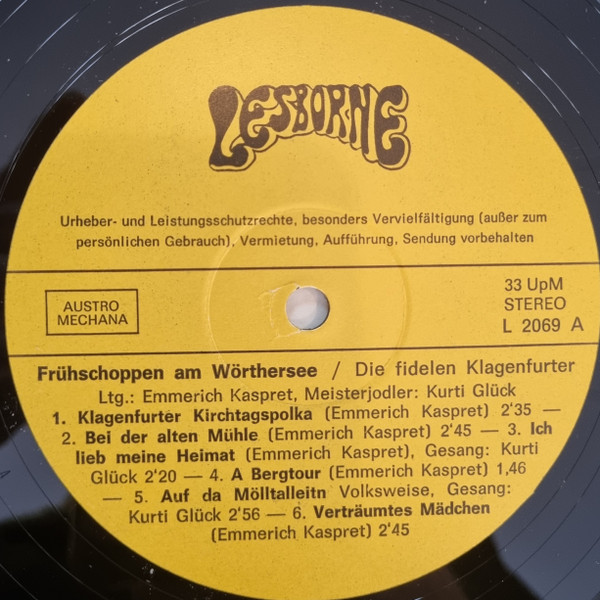 LESBORNE
Urheber- und Leistungsschutzrechte, besonders Vervielfältigung (außer zum
persönlichen Gebrauch), Vermietung, Aufführung, Sendung vorbehalten
AUSTRO
MECHANA
33 UpM
STEREO
L 2069 A
Frühschoppen am Wörthersee / Die fidelen Klagenfurter
Ltg.: Emmerich Kaspret, Meisterjodler: Kurti Glück
1. Klagenfurter Kirchtagspolka (Emmerich Kaspret) 2'35 —
2. Bei der alten Mühle (Emmerich Kaspret) 2'45 — 3. Ich
lieb meine Heimat (Emmerich Kaspret), Gesang: Kurti
Glück 2'20 — 4. A Bergtour (Emmerich Kaspret) 1,46
— 5. Auf da Mölltalleitn Volksweise, Gesang:
Kurti Glück 2'56 — 6. Verträumtes Mädchen
(Emmerich Kaspret) 2'45